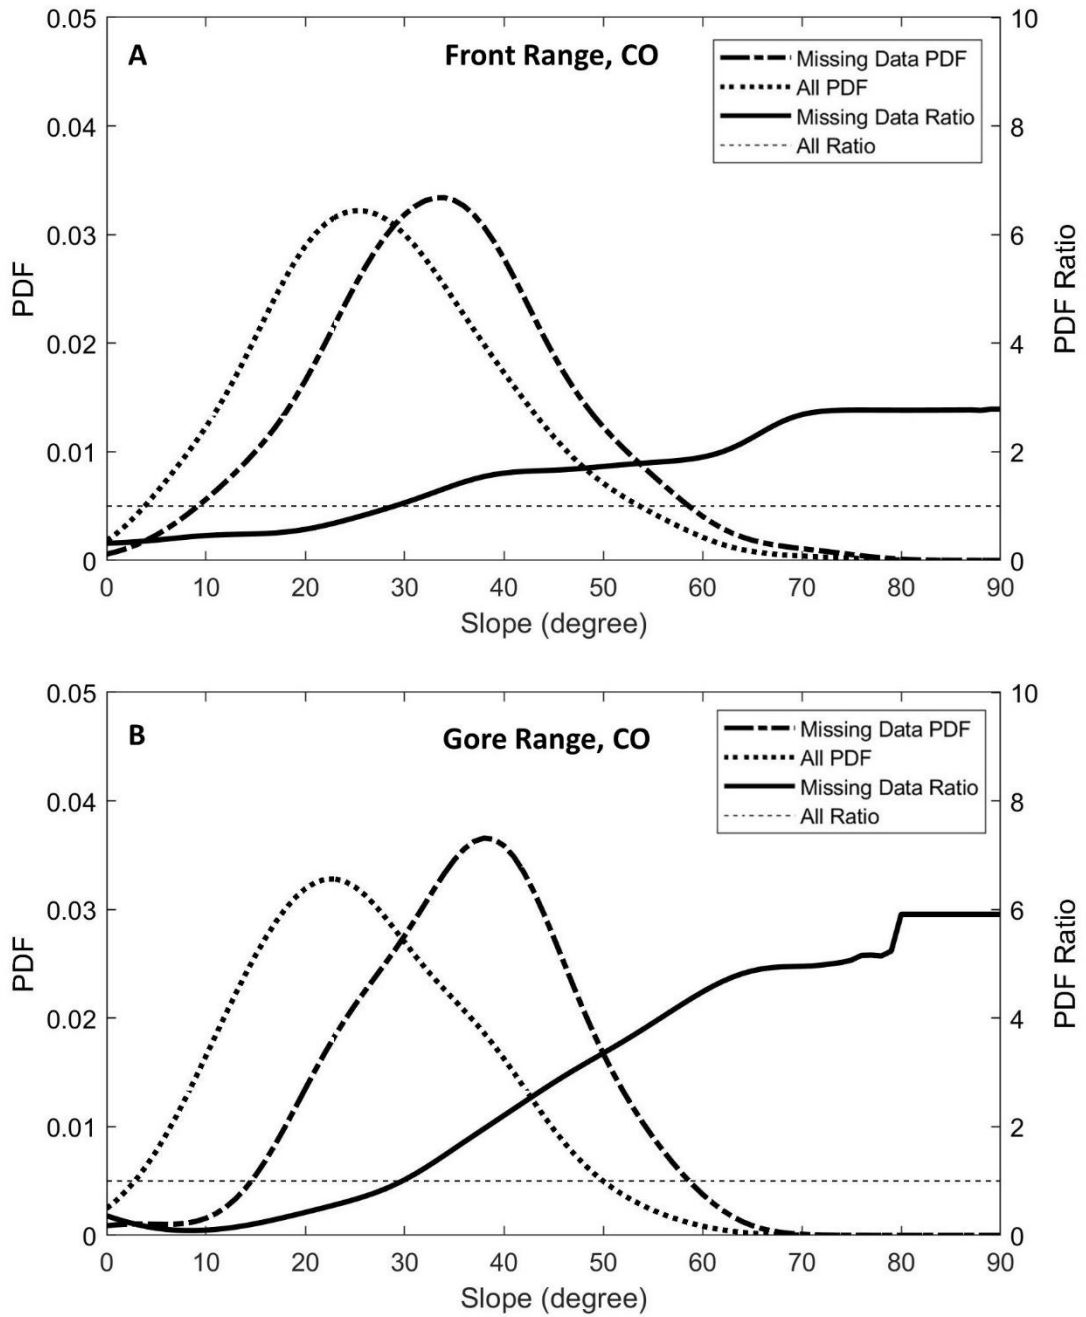 A
Front Range, CO
Missing Data PDF
All PDF
Missing Data Ratio
All Ratio
0.05
0.04
0.03
0.02
0.01
0
PDF
10
8
6
4
2
0
PDF Ratio
0 10 20 30 40 50 60 70 80 90
Slope (degree)
B
Gore Range, CO
Missing Data PDF
All PDF
Missing Data Ratio
All Ratio
0.05
0.04
0.03
0.02
0.01
0
PDF
10
8
6
4
2
0
PDF Ratio
0 10 20 30 40 50 60 70 80 90
Slope (degree)